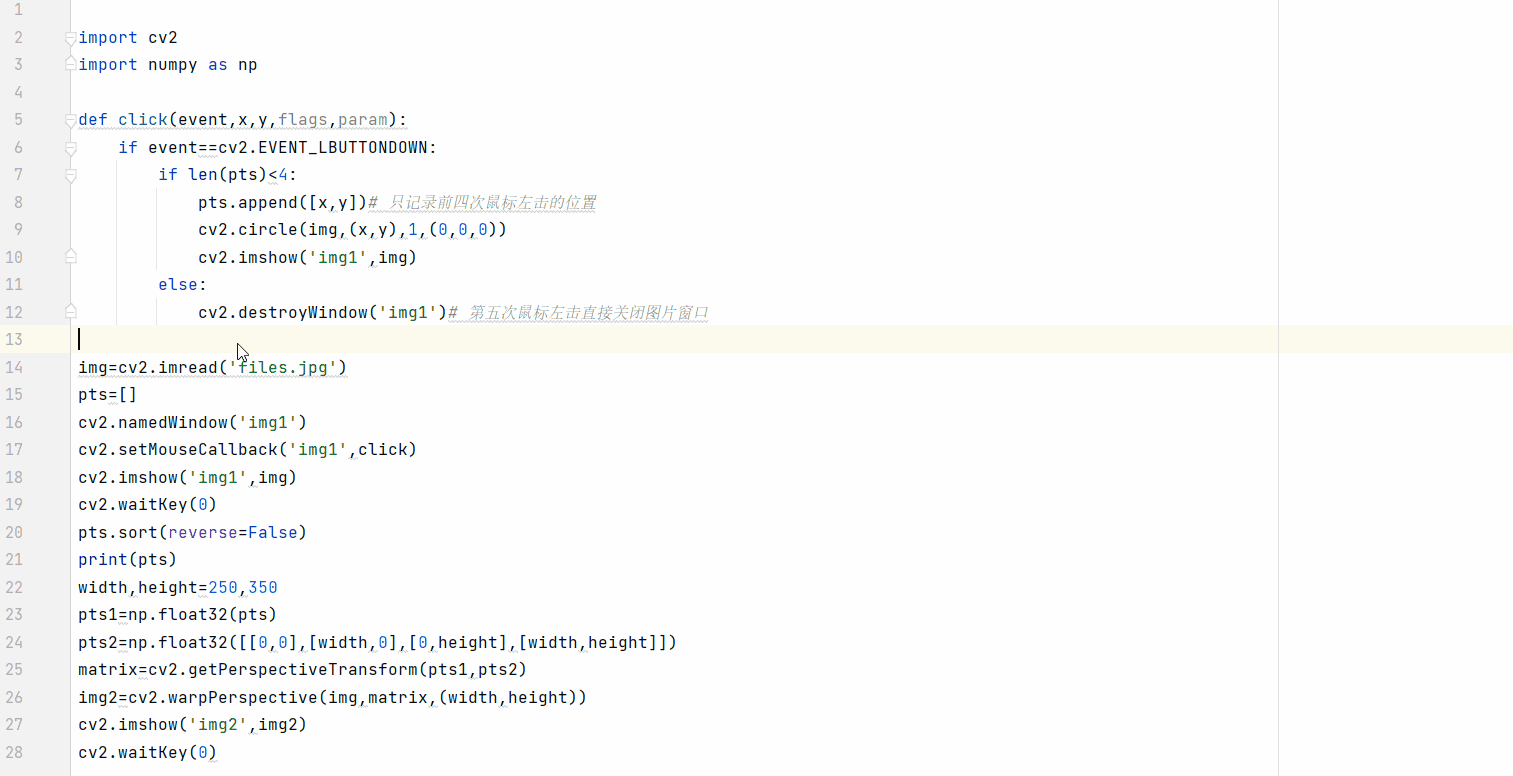 1
2 import cv2
3 import numpy as np
4
5 def click(event,x,y,flags,param):
6     if event==cv2.EVENT_LBUTTONDOWN:
7         if len(pts)<4:
8             pts.append([x,y])# 只记录前四次鼠标左击的位置
9             cv2.circle(img,(x,y),1,(0,0,0))
10             cv2.imshow('img1',img)
11         else:
12             cv2.destroyWindow('img1')# 第五次鼠标左击直接关闭图片窗口
13
14 img=cv2.imread('files.jpg')
15 pts=[]
16 cv2.namedWindow('img1')
17 cv2.setMouseCallback('img1',click)
18 cv2.imshow('img1',img)
19 cv2.waitKey(0)
20 pts.sort(reverse=False)
21 print(pts)
22 width,height=250,350
23 pts1=np.float32(pts)
24 pts2=np.float32([[0,0],[width,0],[0,height],[width,height]])
25 matrix=cv2.getPerspectiveTransform(pts1,pts2)
26 img2=cv2.warpPerspective(img,matrix,(width,height))
27 cv2.imshow('img2',img2)
28 cv2.waitKey(0)